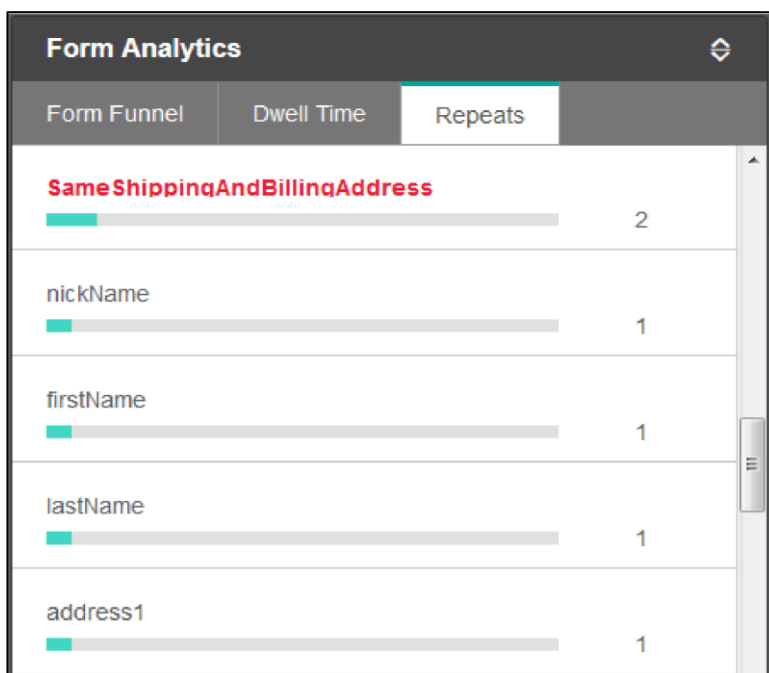 Form Analytics
Form Funnel Dwell Time Repeats
SameShippingAndBillingAddress
2
nickName
1
firstName
1
lastName
1
address1
1